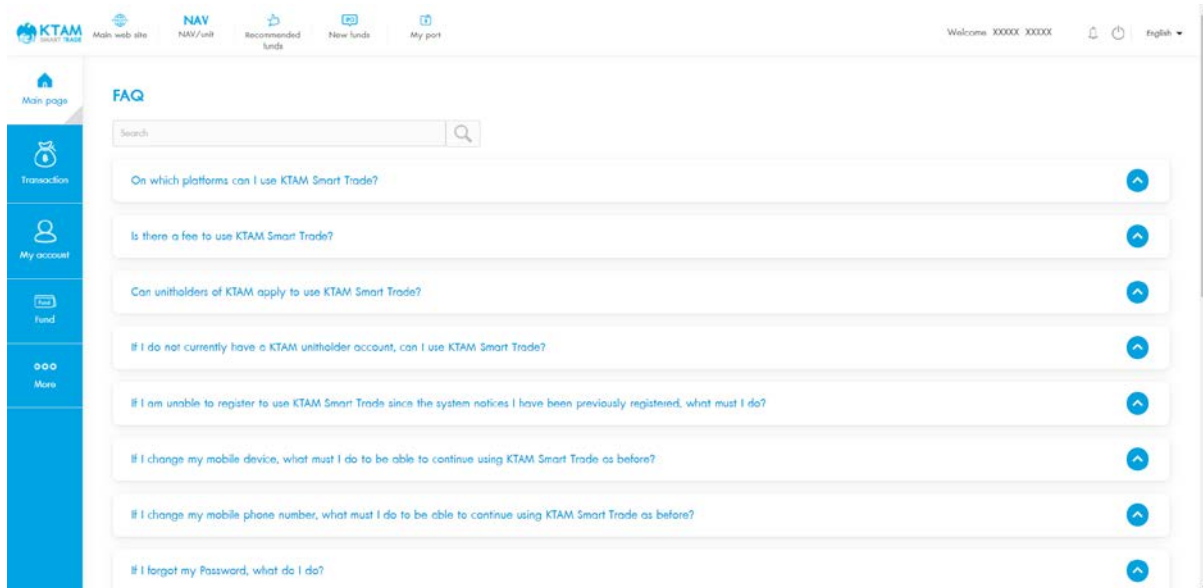 KTAM
SMART TRADE
Main web site
NAV
NAV/unit
Recommended
funds
IPO
New funds
My port
Welcome XXXXX XXXXX
English
Main page
Transaction
My account
Fund
Fund
More
FAQ
Search
On which platforms can I use KTAM Smart Trade?
Is there a fee to use KTAM Smart Trade?
Can unitholders of KTAM apply to use KTAM Smart Trade?
If I do not currently have a KTAM unitholder account, can I use KTAM Smart Trade?
If I am unable to register to use KTAM Smart Trade since the system notices I have been previously registered, what must I do?
If I change my mobile device, what must I do to be able to continue using KTAM Smart Trade as before?
If I change my mobile phone number, what must I do to be able to continue using KTAM Smart Trade as before?
If I forgot my Password, what do I do?